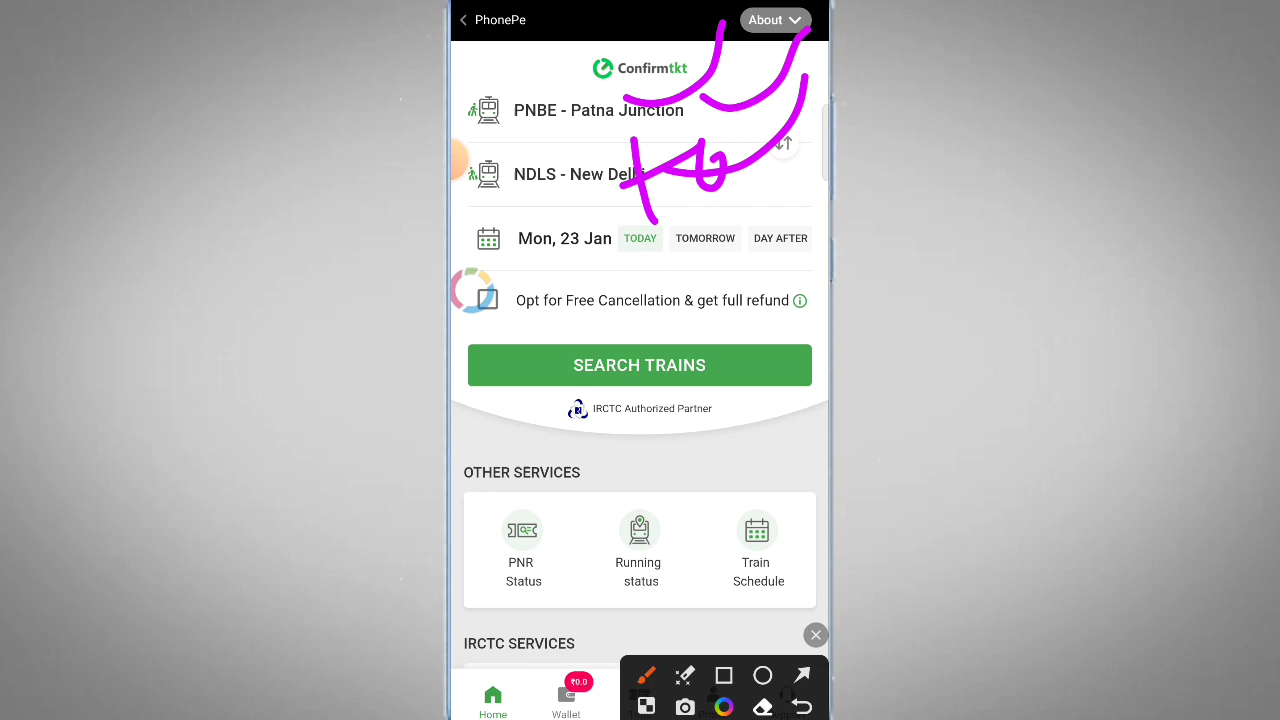 PhonePe
About
Confirmtkt
PNBE - Patna Junction
NDLS - New Delhi
Mon, 23 Jan TODAY TOMORROW DAY AFTER
Opt for Free Cancellation & get full refund
SEARCH TRAINS
IRCTC Authorized Partner
OTHER SERVICES
PNR Status
Running status
Train Schedule
IRCTC SERVICES
₹0.0
Home
Wallet